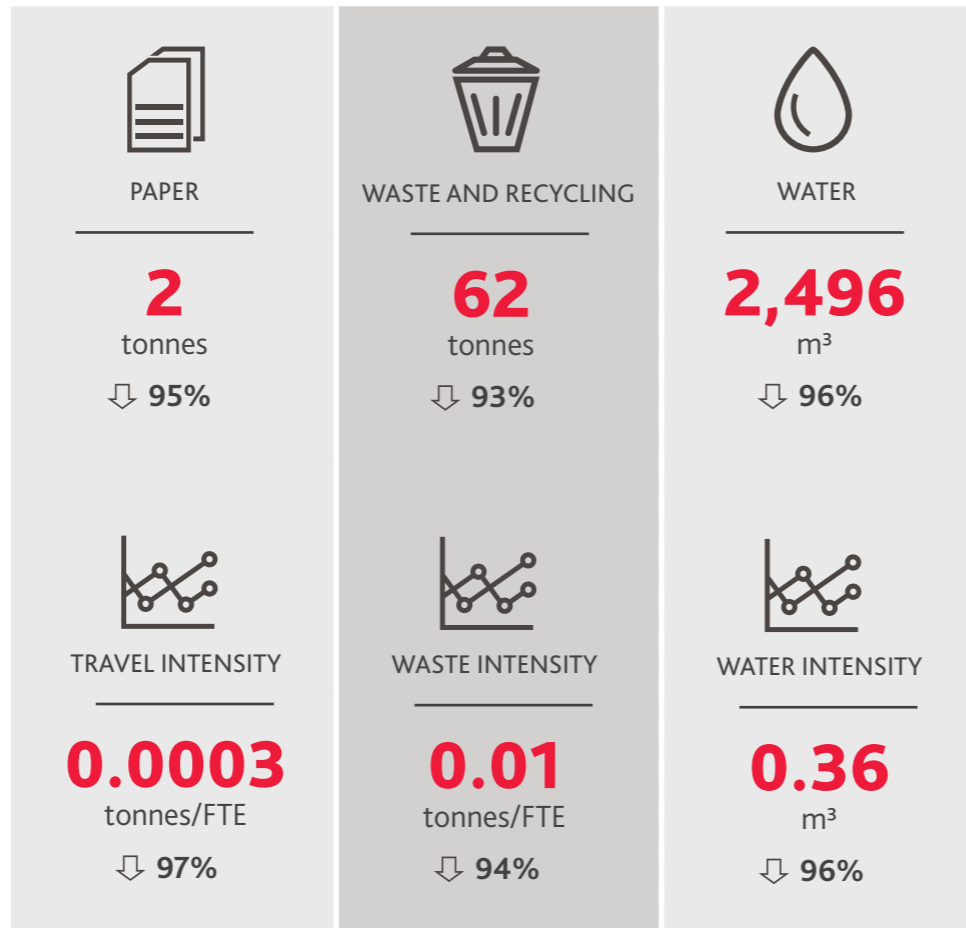 PAPER
2
tonnes
95%
WASTE AND RECYCLING
62
tonnes
93%
WATER
2,496
m³
96%
TRAVEL INTENSITY
0.0003
tonnes/FTE
97%
WASTE INTENSITY
0.01
tonnes/FTE
94%
WATER INTENSITY
0.36
m³
96%